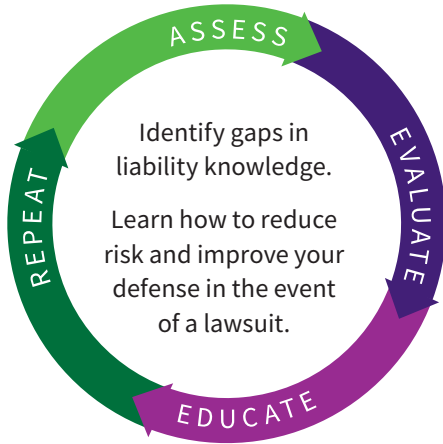 ASSESS
EVALUATE
EDUCATE
REPEAT
Identify gaps in
liability knowledge.
Learn how to reduce
risk and improve your
defense in the event
of a lawsuit.